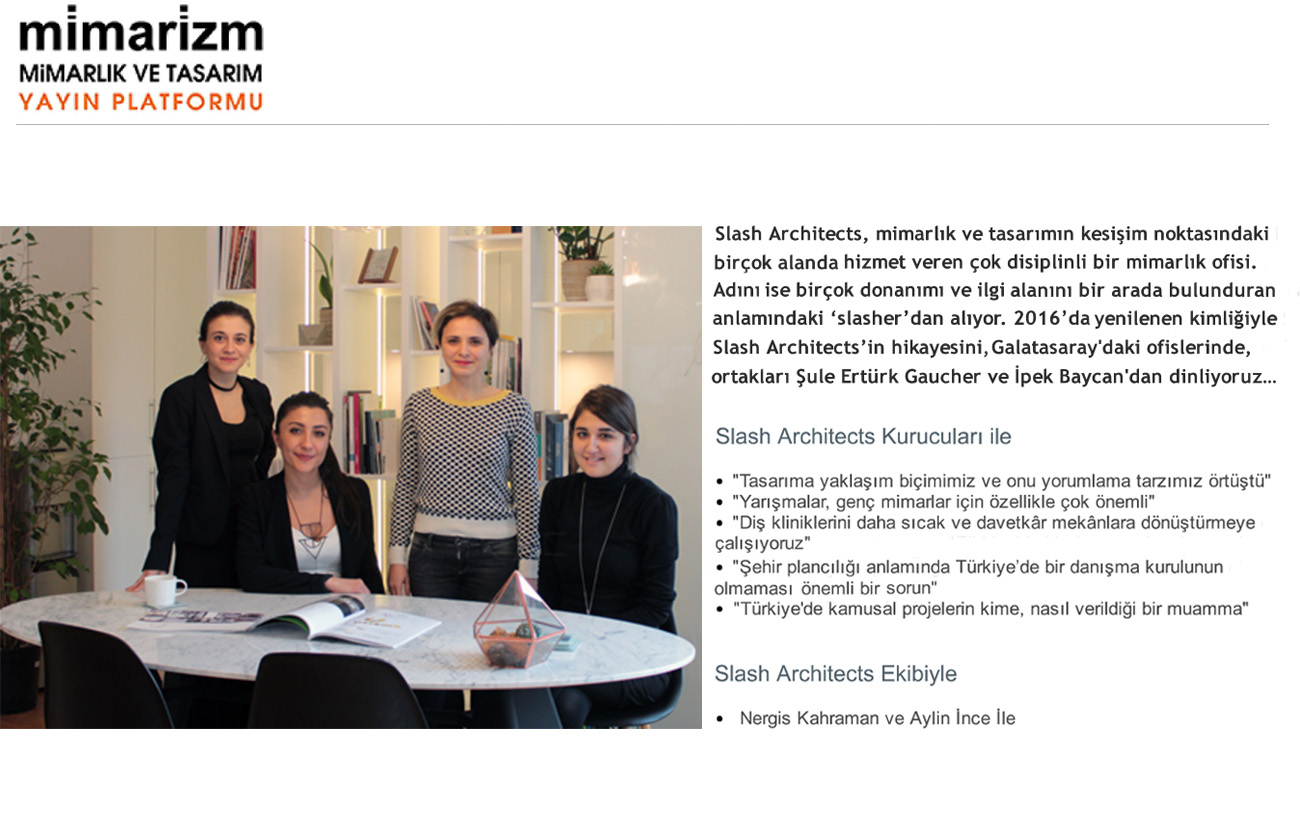 mimarizm
MiMARLIK VE TASARIM
YAYIN PLATFORMU
Slash Architects, mimarlık ve tasarımın kesişim noktasındaki
birçok alanda hizmet veren çok disiplinli bir mimarlık ofisi.
Adını ise birçok donanımı ve ilgi alanını bir arada bulunduran
anlamındaki ‘slasher’dan alıyor. 2016’da yenilenen kimliğiyle
Slash Architects’in hikayesini, Galatasaray'daki ofislerinde,
ortakları Şule Ertürk Gaucher ve İpek Baycan'dan dinliyoruz...
Slash Architects Kurucuları ile
• "Tasarıma yaklaşım biçimimiz ve onu yorumlama tarzımız örtüştü"
• "Yarışmalar, genç mimarlar için özellikle çok önemli"
• "Diş kliniklerini daha sıcak ve davetkâr mekânlara dönüştürmeye
çalışıyoruz"
• "Şehir plancılığı anlamında Türkiye’de bir danışma kurulunun
olmaması önemli bir sorun"
• "Türkiye'de kamusal projelerin kime, nasıl verildiği bir muamma"
Slash Architects Ekibiyle
• Nergis Kahraman ve Aylin İnce İle